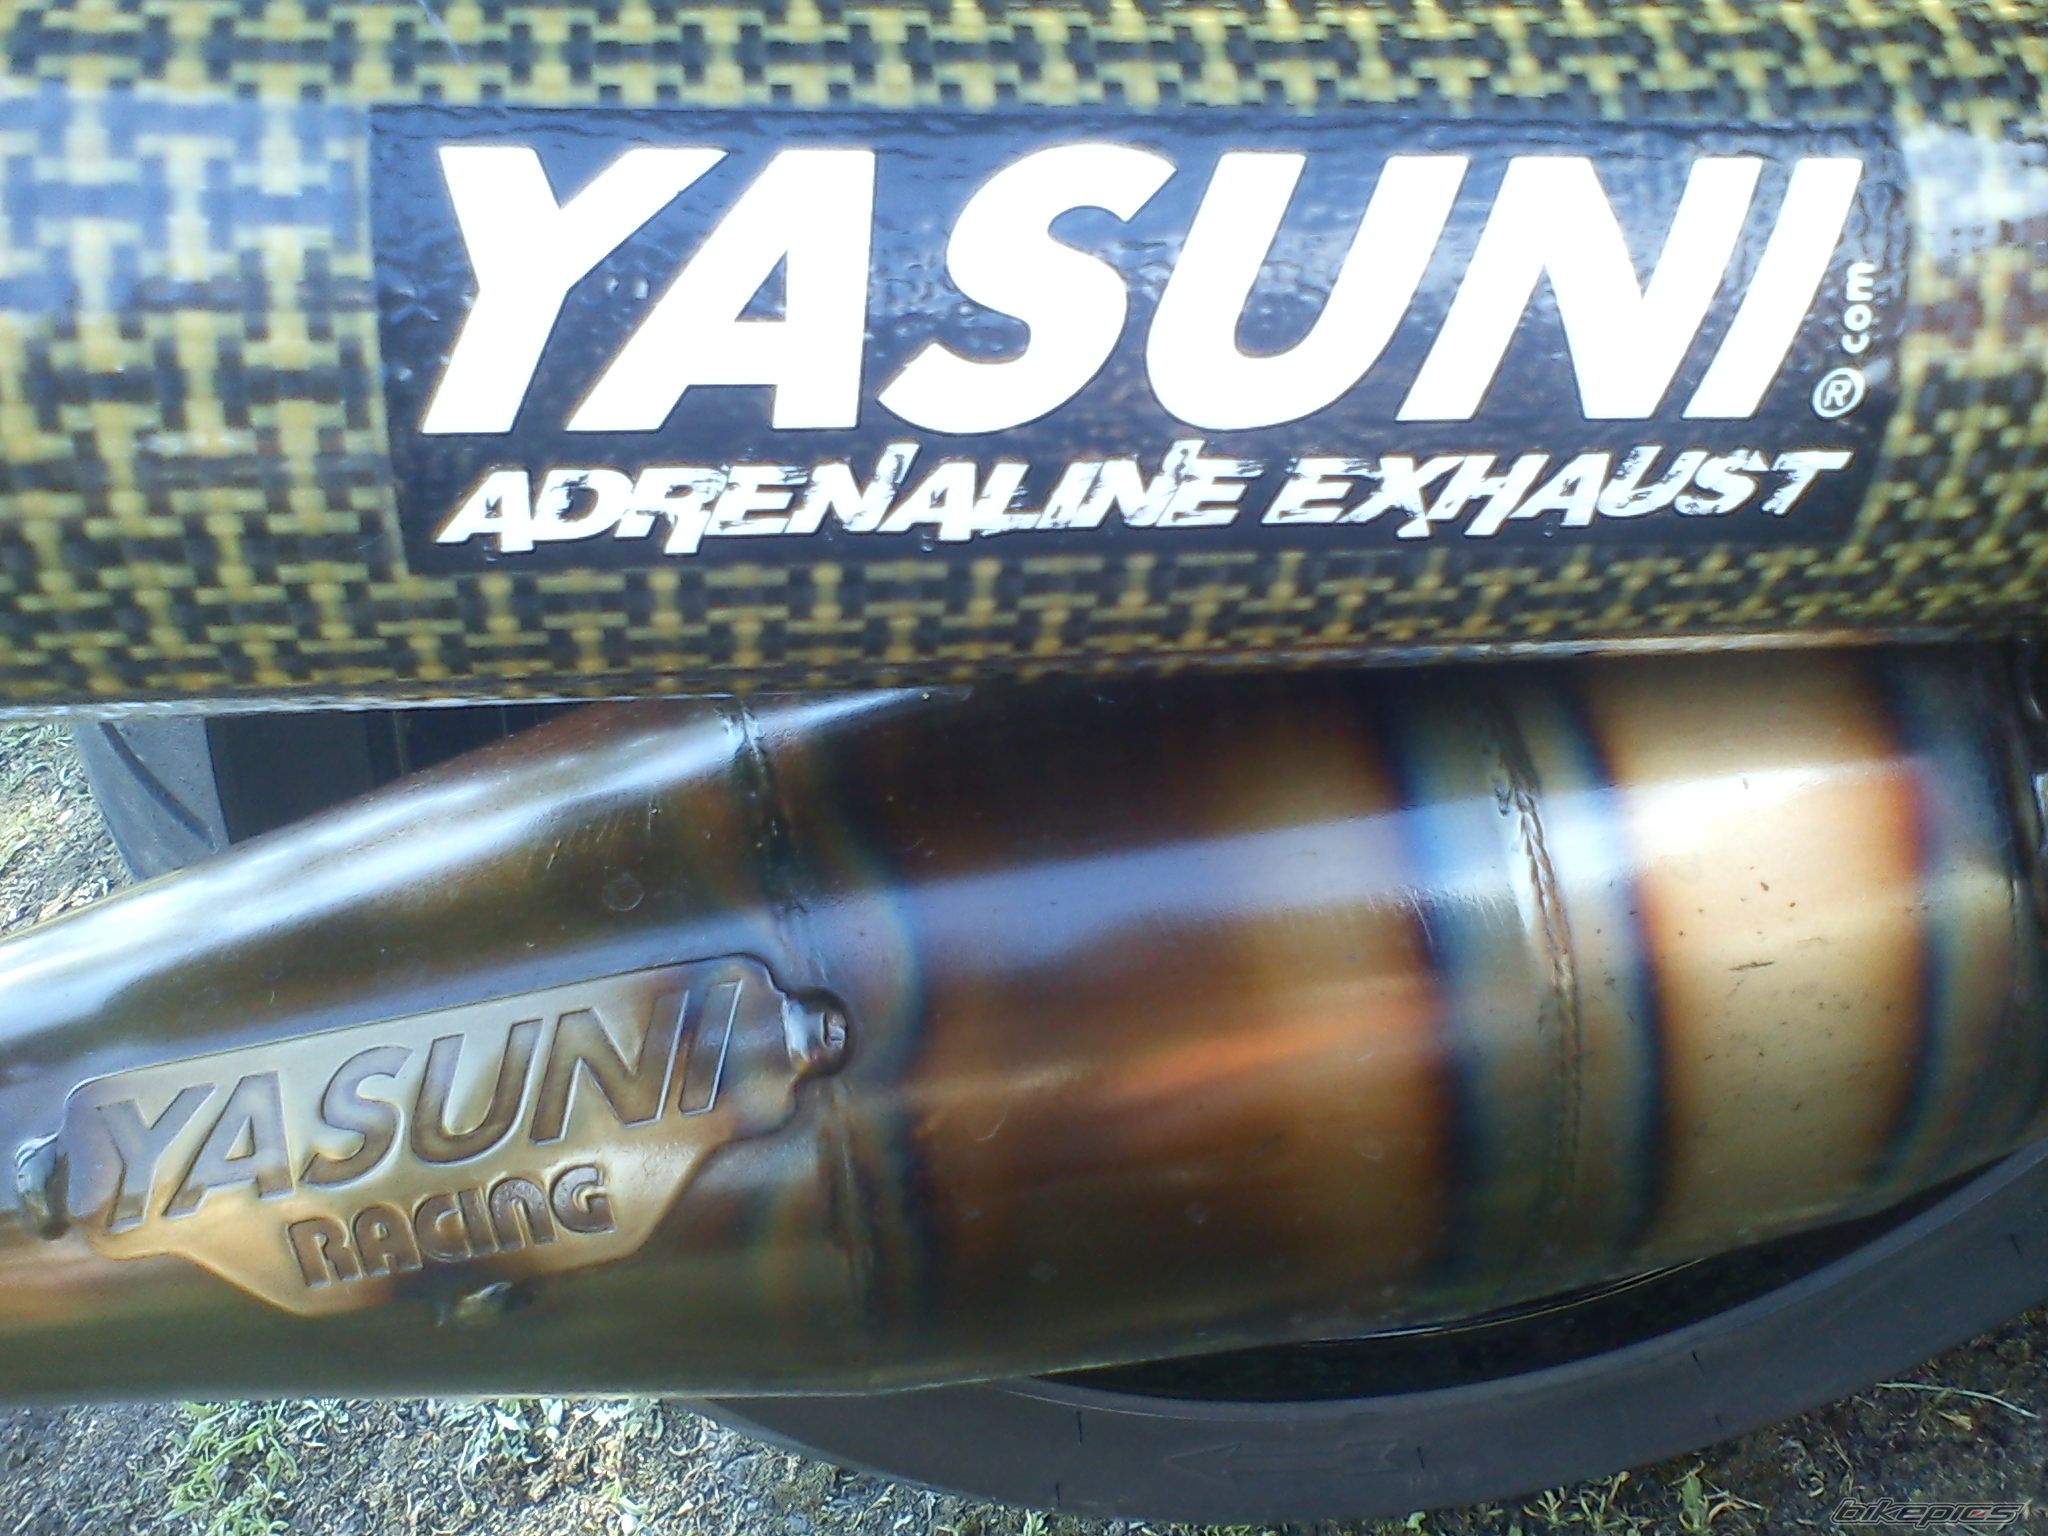 YASUNI
.com
®
ADRENALINE EXHAUST
YASUNI
RACING
bikepics